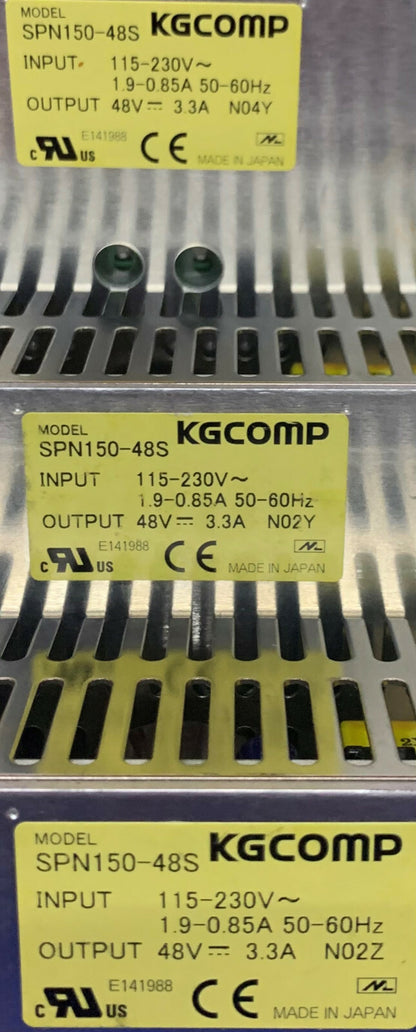 MODEL KGCOMP
SPN150-48S
INPUT 115-230V～
1.9-0.85A 50-60Hz
OUTPUT 48V⎓ 3.3A N04Y
E141988
c RU US CE MADE IN JAPAN
MODEL KGCOMP
SPN150-48S
INPUT 115-230V～
1.9-0.85A 50-60Hz
OUTPUT 48V⎓ 3.3A N02Y
E141988
c RU US CE MADE IN JAPAN
MODEL KGCOMP
SPN150-48S
INPUT 115-230V～
1.9-0.85A 50-60Hz
OUTPUT 48V⎓ 3.3A N02Z
E141988
c RU US CE MADE IN JAPAN